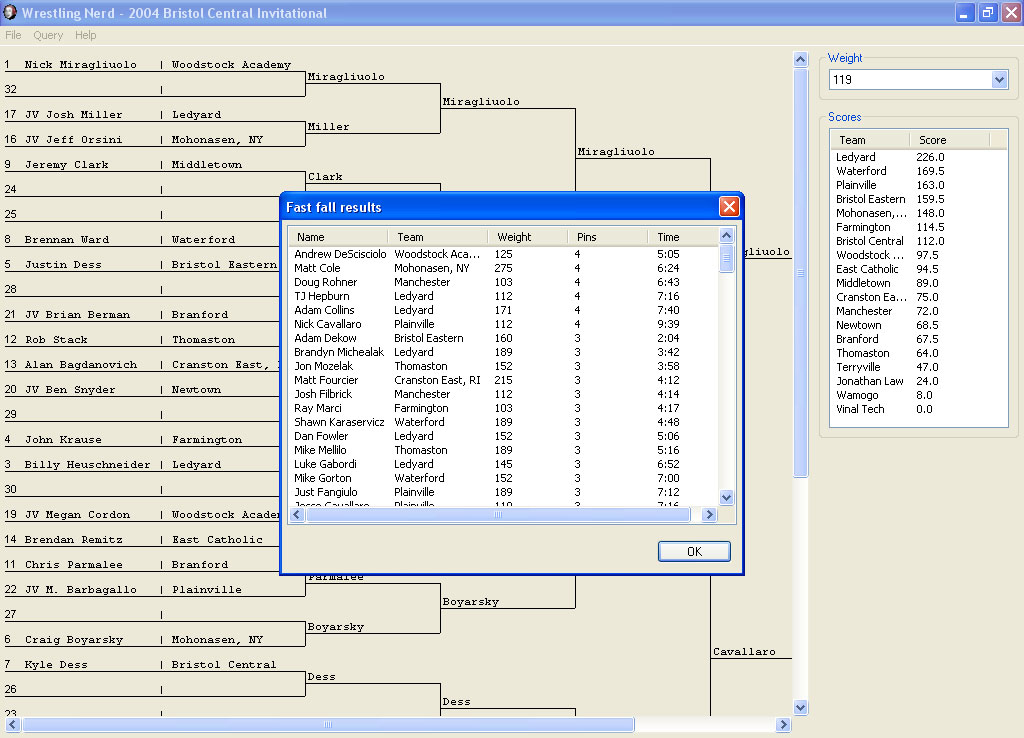 Wrestling Nerd - 2004 Bristol Central Invitational
File Query Help
1 Nick Miragliuolo | Woodstock Academy
Miragliuolo
32 |
Miragliuolo
17 JV Josh Miller | Ledyard
Miller
16 JV Jeff Orsini | Mohonasen, NY
Miragliuolo
9 Jeremy Clark | Middletown
Clark
24 |
25 |
8 Brennan Ward | Waterford
5 Justin Dess | Bristol Eastern
28 |
21 JV Brian Berman | Branford
12 Rob Stack | Thomaston
13 Alan Bagdanovich | Cranston East,
20 JV Ben Snyder | Newtown
29 |
4 John Krause | Farmington
3 Billy Heuschneider | Ledyard
30 |
19 JV Megan Cordon | Woodstock
14 Brendan Remitz | East Catholic
11 Chris Parmalee | Branford
Parmalee
22 JV M. Barbagallo | Plainville
Boyarsky
27 |
Boyarsky
6 Craig Boyarsky | Mohonasen, NY
Cavallaro
7 Kyle Dess | Bristol Central
Dess
26 |
Dess
23 |
Fast fall results
Name Team Weight Pins Time
Andrew DeScisciolo Woodstock Aca... 125 4 5:05
Matt Cole Mohonasen, NY 275 4 6:24
Doug Rohner Manchester 103 4 6:43
TJ Hepburn Ledyard 112 4 7:16
Adam Collins Ledyard 171 4 7:40
Nick Cavallaro Plainville 112 4 9:39
Adam Dekow Bristol Eastern 160 3 2:04
Brandyn Michealak Ledyard 189 3 3:42
Jon Mozelak Thomaston 152 3 3:58
Matt Fourcier Cranston East, RI 215 3 4:12
Josh Filbrick Manchester 112 3 4:14
Ray Marci Farmington 103 3 4:17
Shawn Karaservicz Waterford 189 3 4:48
Dan Fowler Ledyard 152 3 5:06
Mike Mellilo Thomaston 189 3 5:16
Luke Gabordi Ledyard 145 3 6:52
Mike Gorton Waterford 152 3 7:00
Just Fangiulo Plainville 189 3 7:12
OK
Weight
119
Scores
Team Score
Ledyard 226.0
Waterford 169.5
Plainville 163.0
Bristol Eastern 159.5
Mohonasen,... 148.0
Farmington 114.5
Bristol Central 112.0
Woodstock ... 97.5
East Catholic 94.5
Middletown 89.0
Cranston Ea... 75.0
Manchester 72.0
Newtown 68.5
Branford 67.5
Thomaston 64.0
Terryville 47.0
Jonathan Law 24.0
Wamogo 8.0
Vinal Tech 0.0